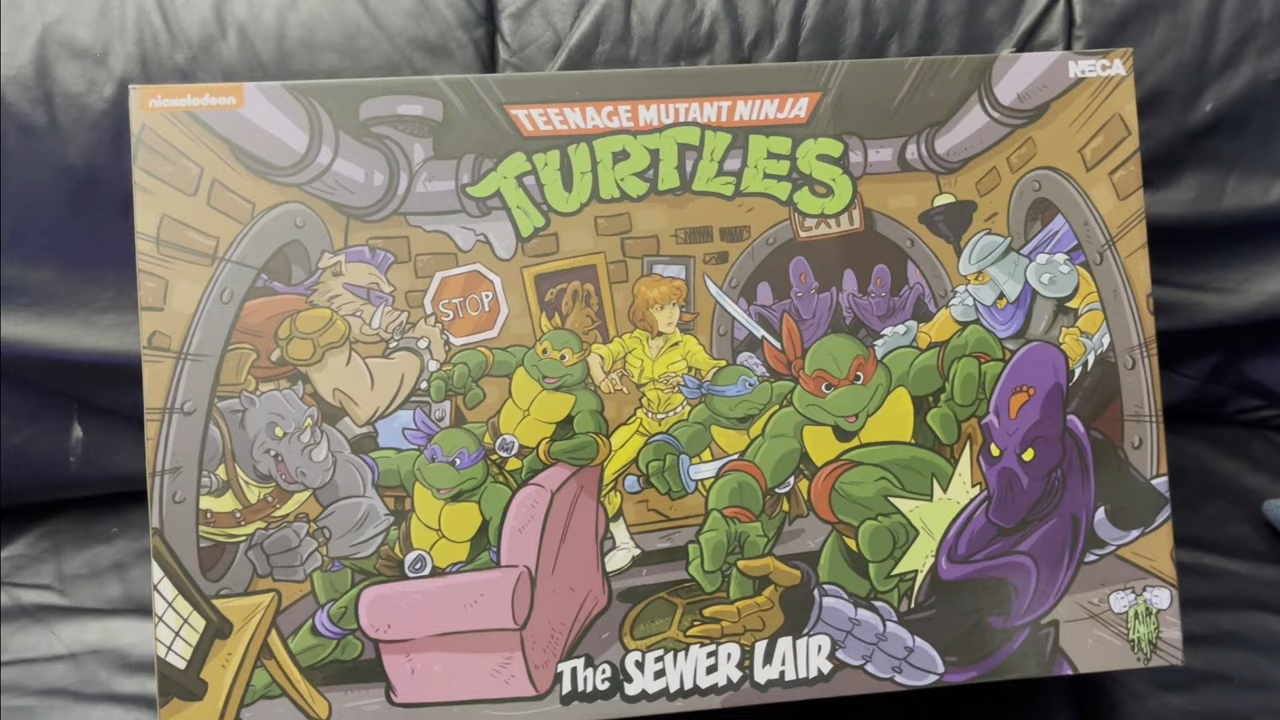 nickelodeon
NECA
TEENAGE MUTANT NINJA
TURTLES
EXIT
STOP
M
D
The SEWER LAIR